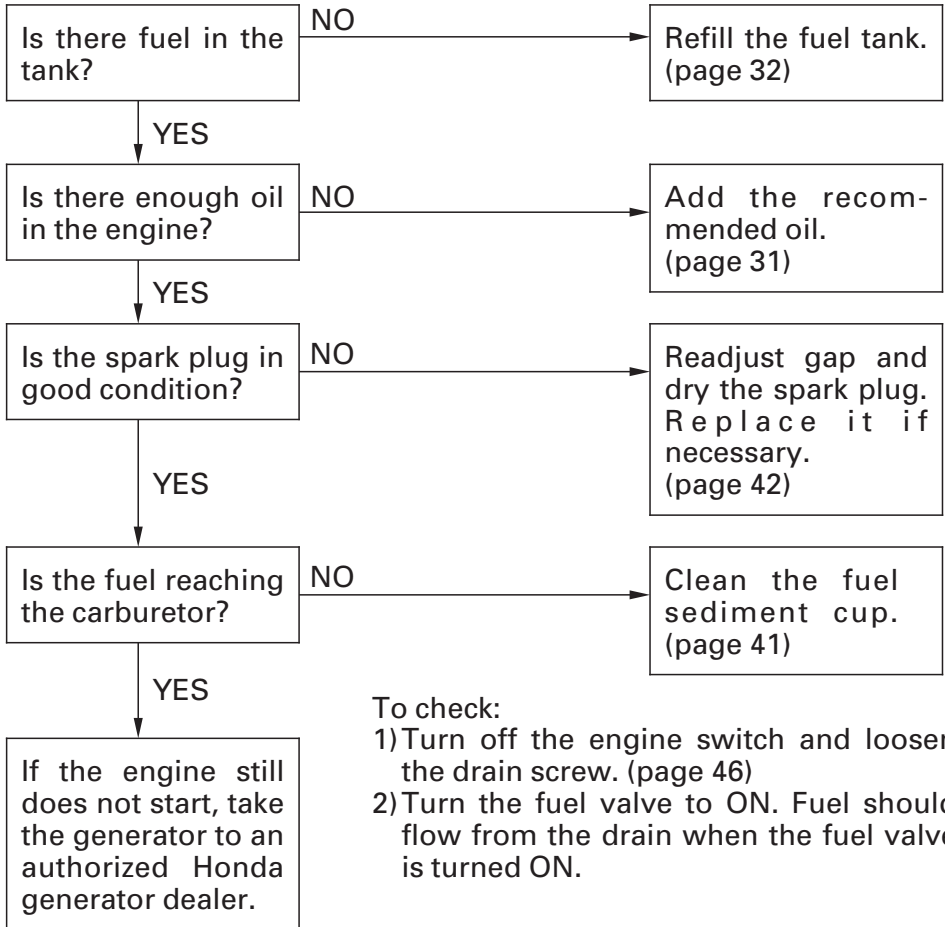 Is there fuel in the
tank?
NO
Refill the fuel tank.
(page 32)
YES
Is there enough oil
in the engine?
NO
Add the recom-
mended oil.
(page 31)
YES
Is the spark plug in
good condition?
NO
Readjust gap and
dry the spark plug.
Replace it if
necessary.
(page 42)
YES
Is the fuel reaching
the carburetor?
NO
Clean the fuel
sediment cup.
(page 41)
YES
If the engine still
does not start, take
the generator to an
authorized Honda
generator dealer.
To check:
1) Turn off the engine switch and loosen
the drain screw. (page 46)
2) Turn the fuel valve to ON. Fuel should
flow from the drain when the fuel valve
is turned ON.